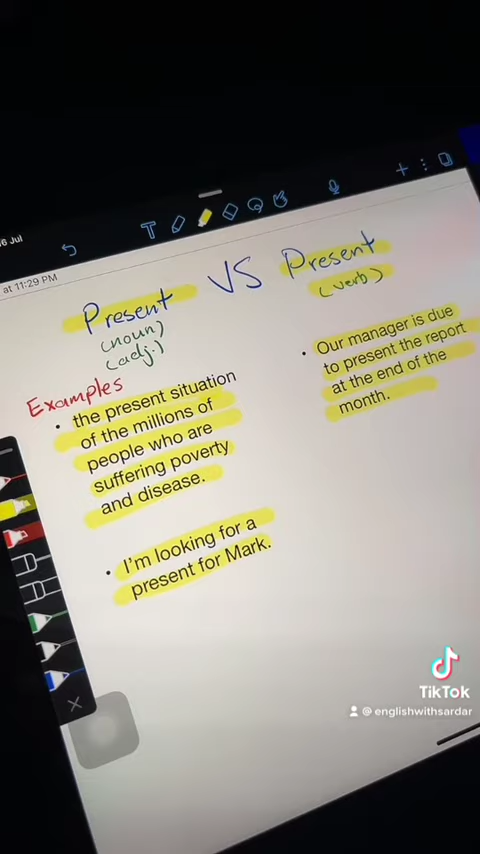 6 Jul
at 11:29 PM
Present VS Present
(noun)
(adj.)
(verb)
Examples
• the present situation
of the millions of
people who are
suffering poverty
and disease.
• I'm looking for a
present for Mark.
• Our manager is due
to present the report
at the end of the
month.
TikTok
@ englishwithsardar